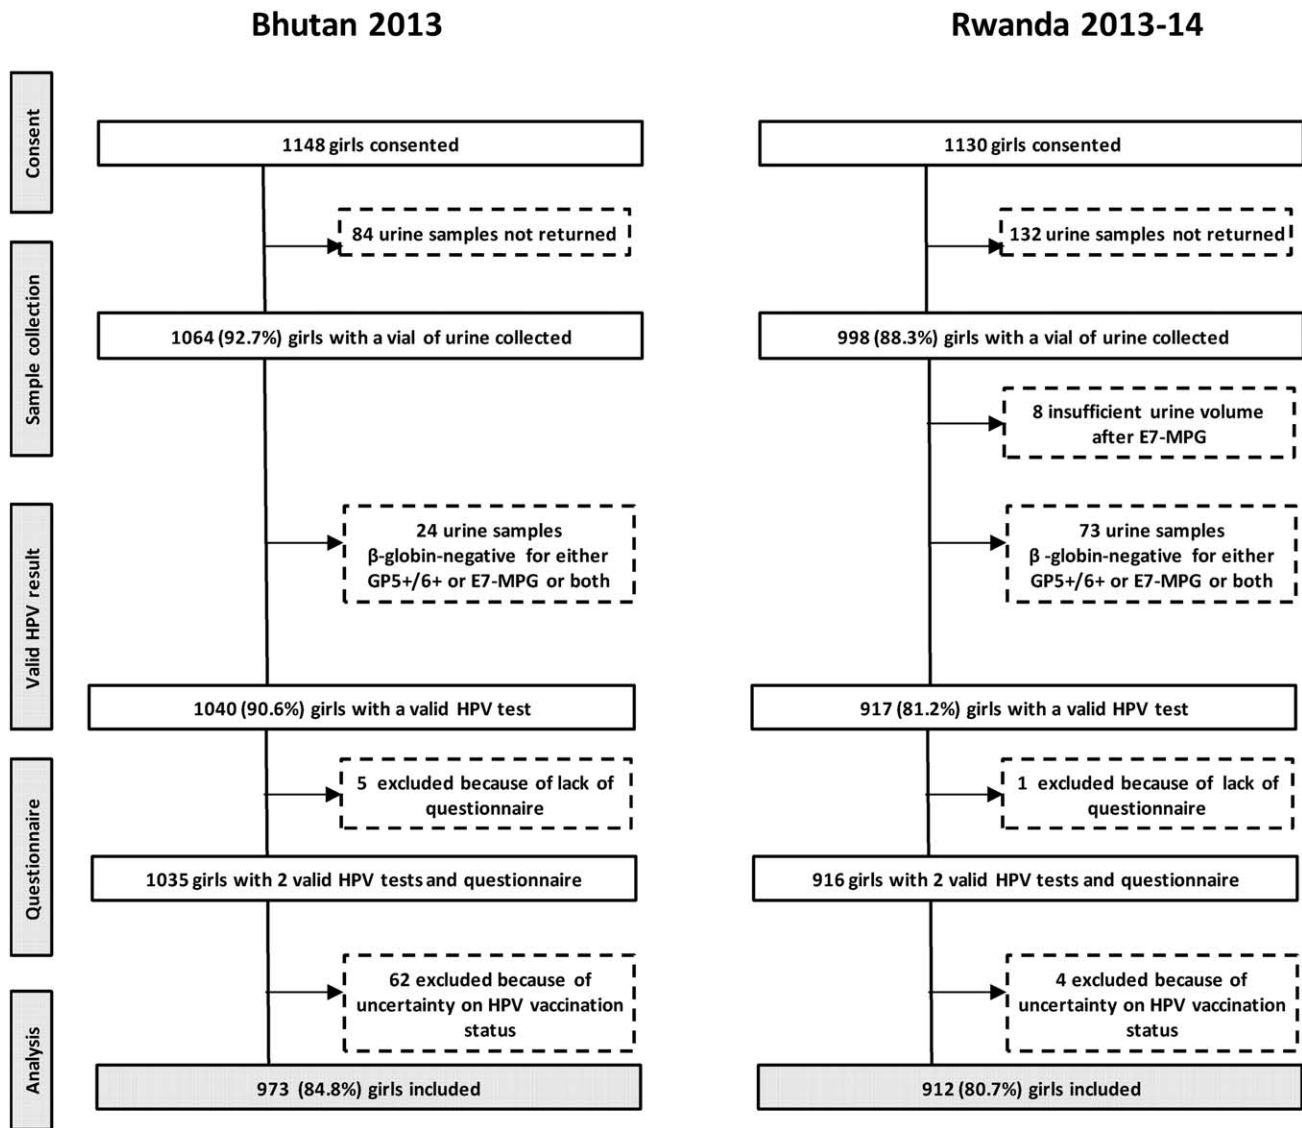 Bhutan 2013
Rwanda 2013-14
Consent
1148 girls consented
1130 girls consented
84 urine samples not returned
132 urine samples not returned
Sample collection
1064 (92.7%) girls with a vial of urine collected
998 (88.3%) girls with a vial of urine collected
8 insufficient urine volume
after E7-MPG
Valid HPV result
24 urine samples
β-globin-negative for either
GP5+/6+ or E7-MPG or both
73 urine samples
β -globin-negative for either
GP5+/6+ or E7-MPG or both
1040 (90.6%) girls with a valid HPV test
917 (81.2%) girls with a valid HPV test
Questionnaire
5 excluded because of lack of
questionnaire
1 excluded because of lack of
questionnaire
1035 girls with 2 valid HPV tests and questionnaire
916 girls with 2 valid HPV tests and questionnaire
Analysis
62 excluded because of
uncertainty on HPV vaccination
status
4 excluded because of
uncertainty on HPV vaccination
status
973 (84.8%) girls included
912 (80.7%) girls included